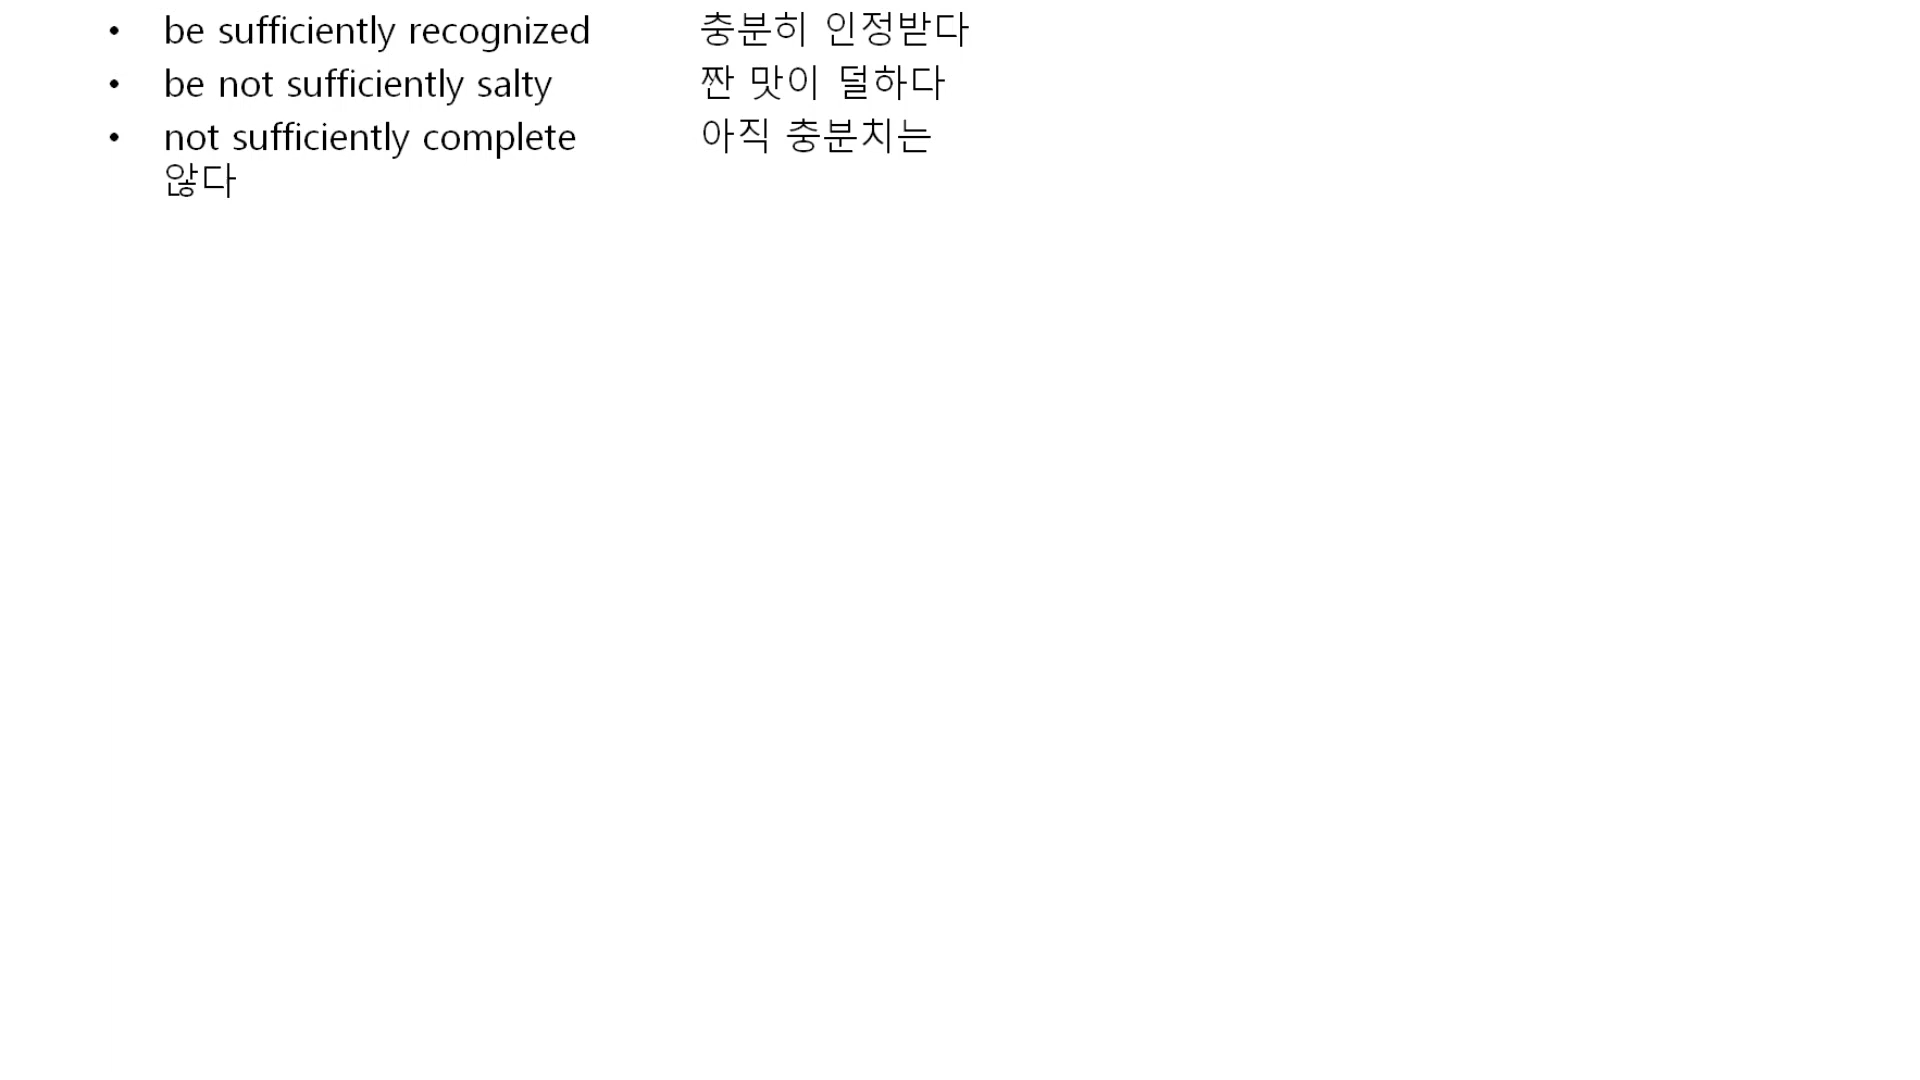 • be sufficiently recognized 충분히 인정받다
• be not sufficiently salty 짠 맛이 덜하다
• not sufficiently complete 아직 충분치는
않다